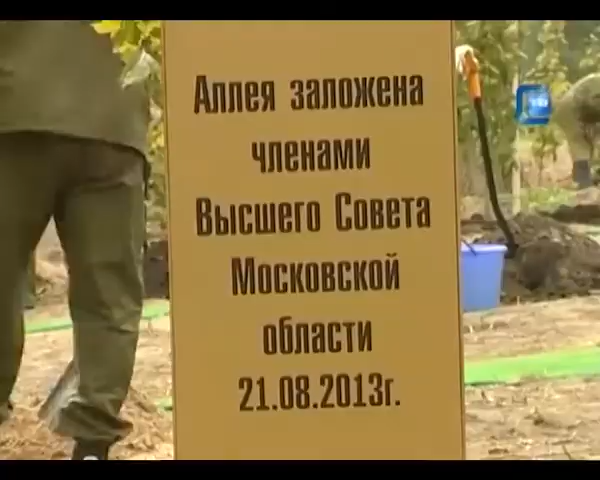 Аллея заложена
членами
Высшего Совета
Московской
области
21.08.2013г.